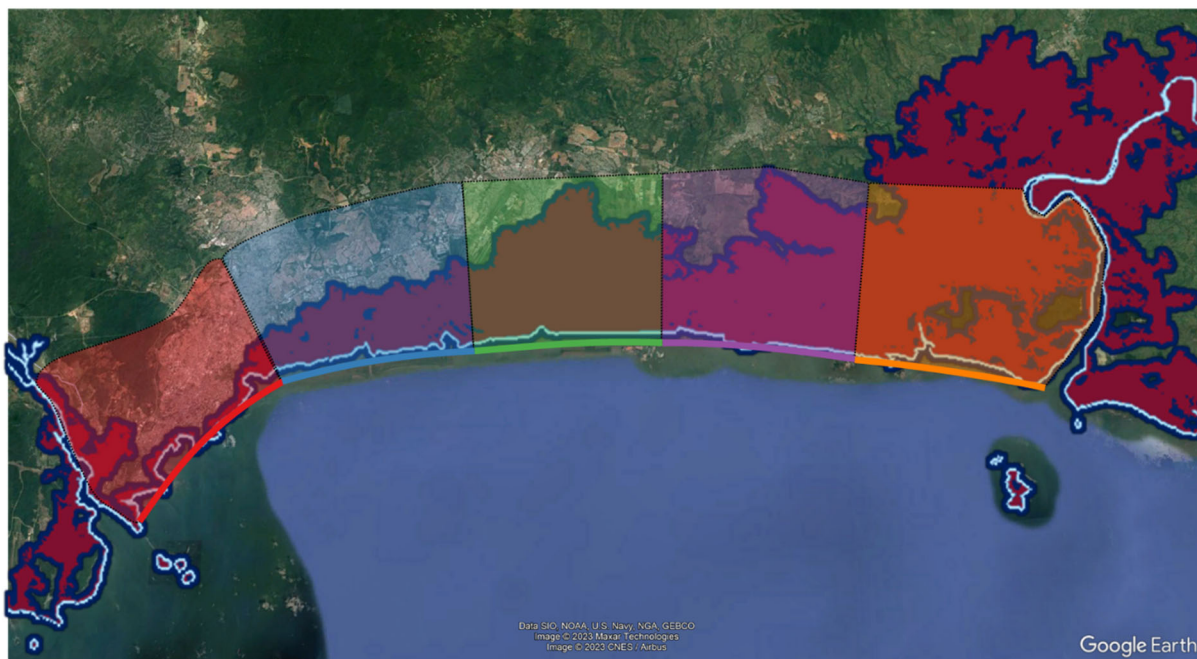 Data SIO, NOAA, U.S. Navy, NGA, GEBCO
Image © 2023 Maxar Technologies
Image © 2023 CNES / Airbus
Google Earth